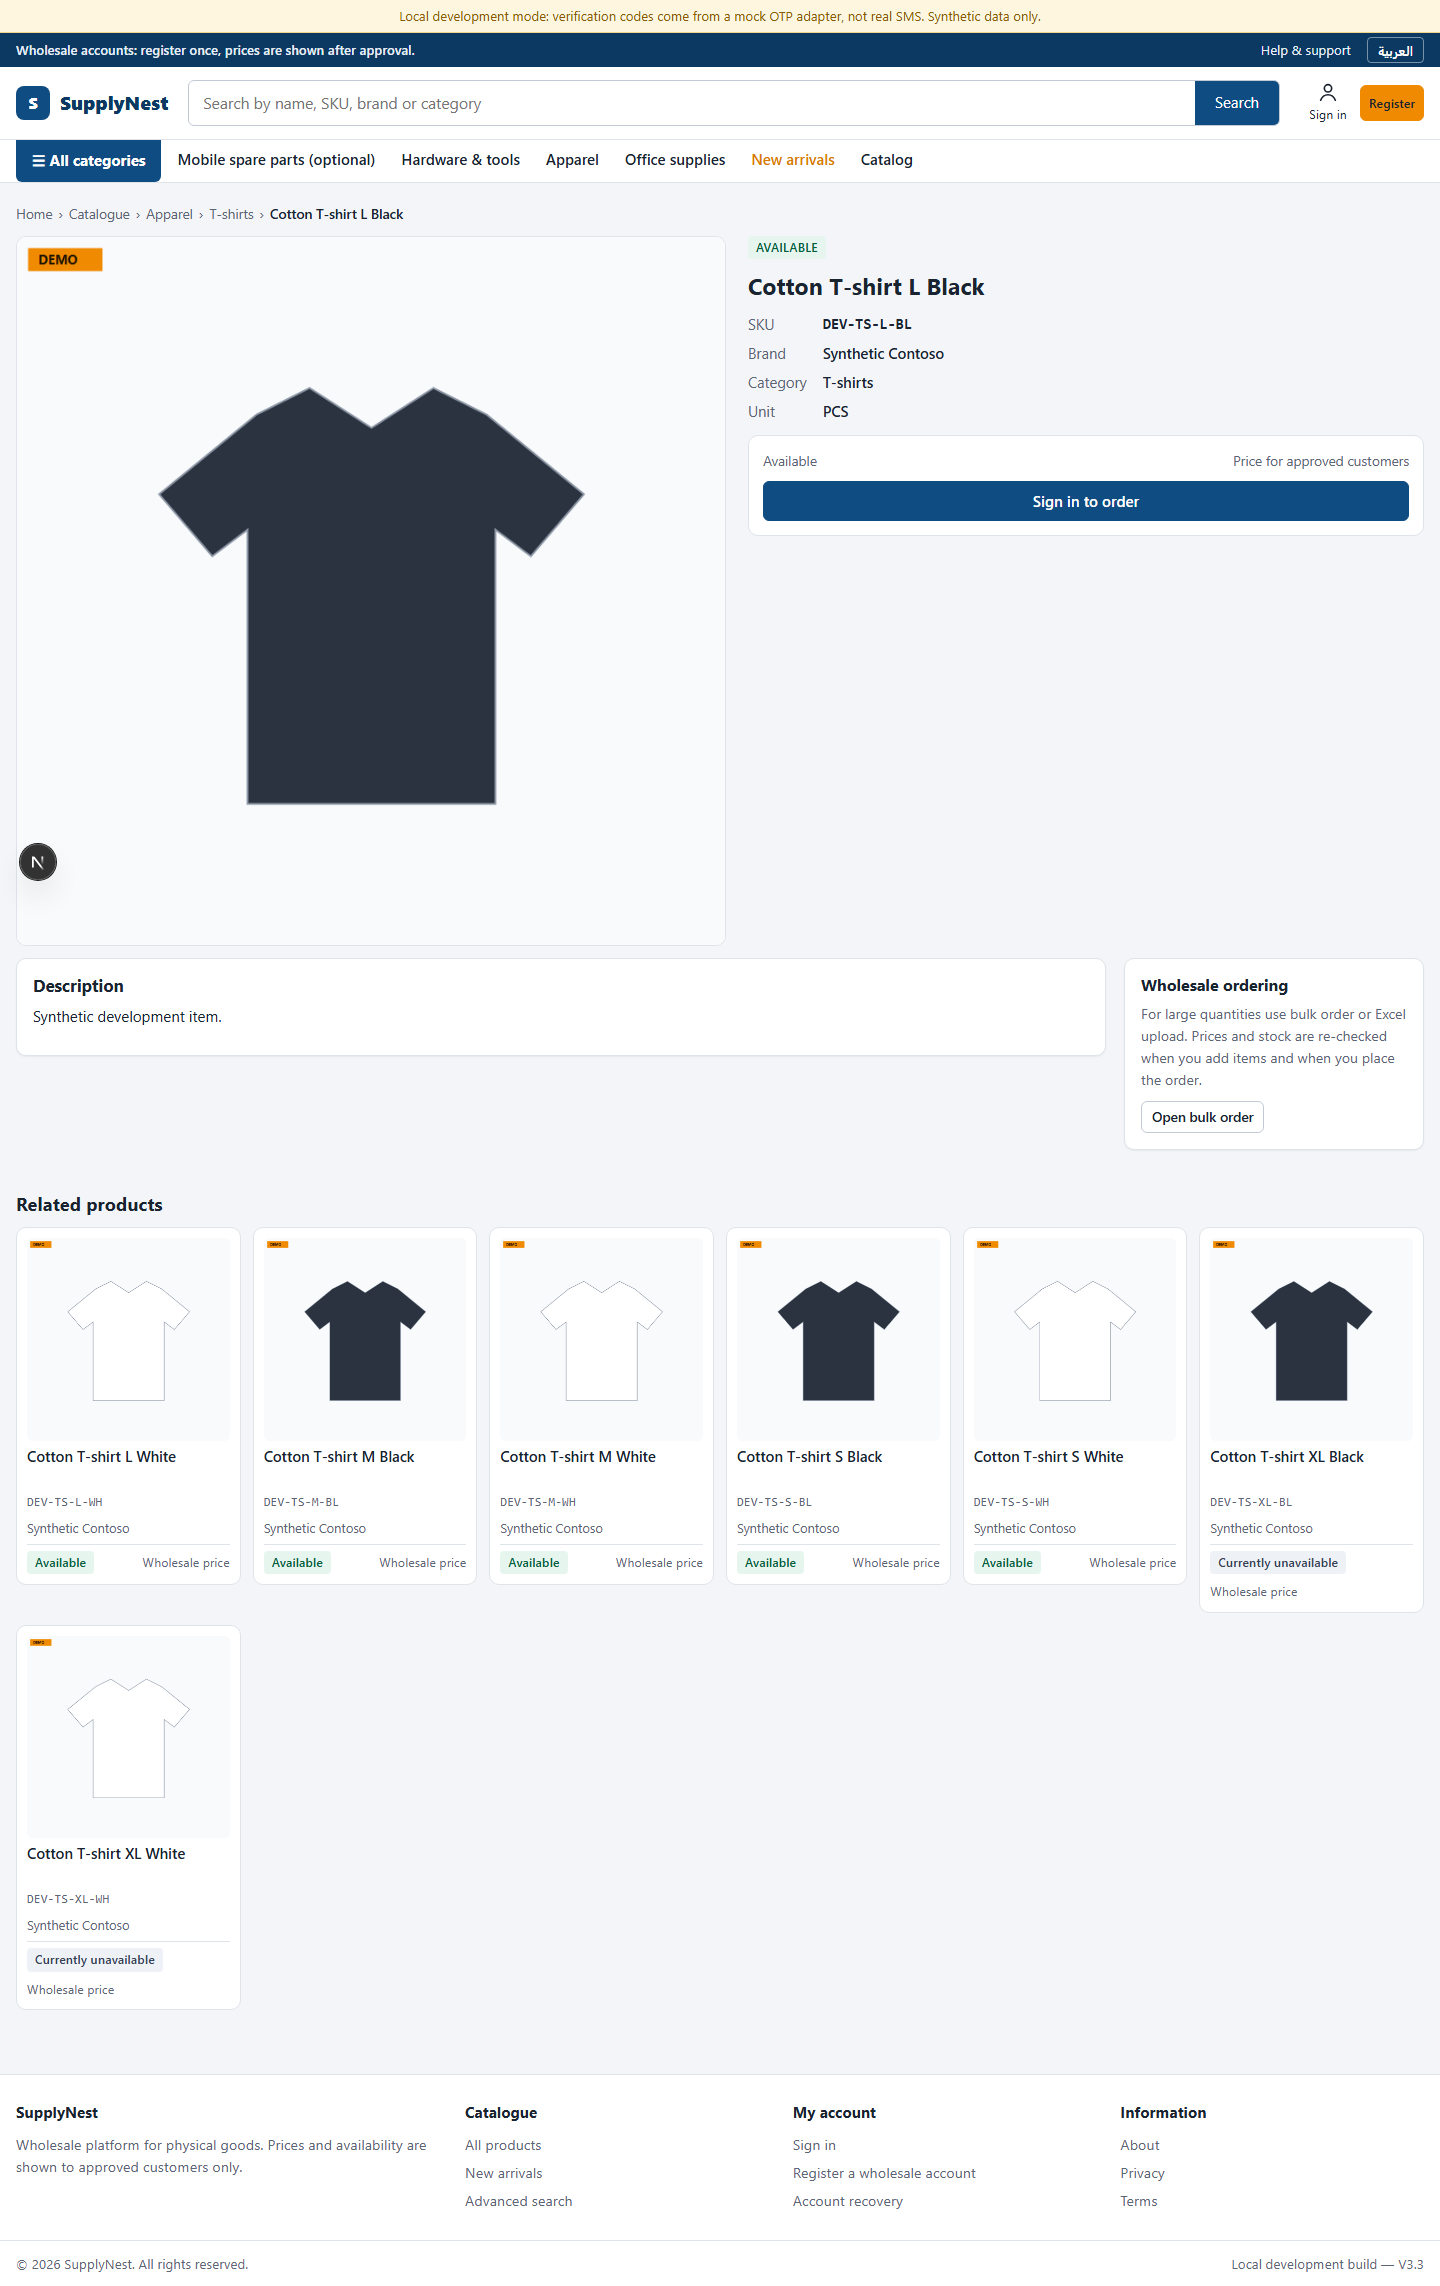 Local development mode: verification codes come from a mock OTP adapter, not real SMS. Synthetic data only.
Wholesale accounts: register once, prices are shown after approval.
Help & support
العربية
S
SupplyNest
Search by name, SKU, brand or category
Search
Sign in
Register
☰ All categories
Mobile spare parts (optional)
Hardware & tools
Apparel
Office supplies
New arrivals
Catalog
Home › Catalogue › Apparel › T-shirts › Cotton T-shirt L Black
DEMO
N
AVAILABLE
Cotton T-shirt L Black
SKU DEV-TS-L-BL
Brand Synthetic Contoso
Category T-shirts
Unit PCS
Available
Price for approved customers
Sign in to order
Description
Synthetic development item.
Wholesale ordering
For large quantities use bulk order or Excel
upload. Prices and stock are re-checked
when you add items and when you place
the order.
Open bulk order
Related products
DEMO
Cotton T-shirt L White
DEV-TS-L-WH
Synthetic Contoso
Available
Wholesale price
DEMO
Cotton T-shirt M Black
DEV-TS-M-BL
Synthetic Contoso
Available
Wholesale price
DEMO
Cotton T-shirt M White
DEV-TS-M-WH
Synthetic Contoso
Available
Wholesale price
DEMO
Cotton T-shirt S Black
DEV-TS-S-BL
Synthetic Contoso
Available
Wholesale price
DEMO
Cotton T-shirt S White
DEV-TS-S-WH
Synthetic Contoso
Available
Wholesale price
DEMO
Cotton T-shirt XL Black
DEV-TS-XL-BL
Synthetic Contoso
Currently unavailable
Wholesale price
DEMO
Cotton T-shirt XL White
DEV-TS-XL-WH
Synthetic Contoso
Currently unavailable
Wholesale price
SupplyNest
Wholesale platform for physical goods. Prices and availability are
shown to approved customers only.
Catalogue
All products
New arrivals
Advanced search
My account
Sign in
Register a wholesale account
Account recovery
Information
About
Privacy
Terms
© 2026 SupplyNest. All rights reserved.
Local development build — V3.3